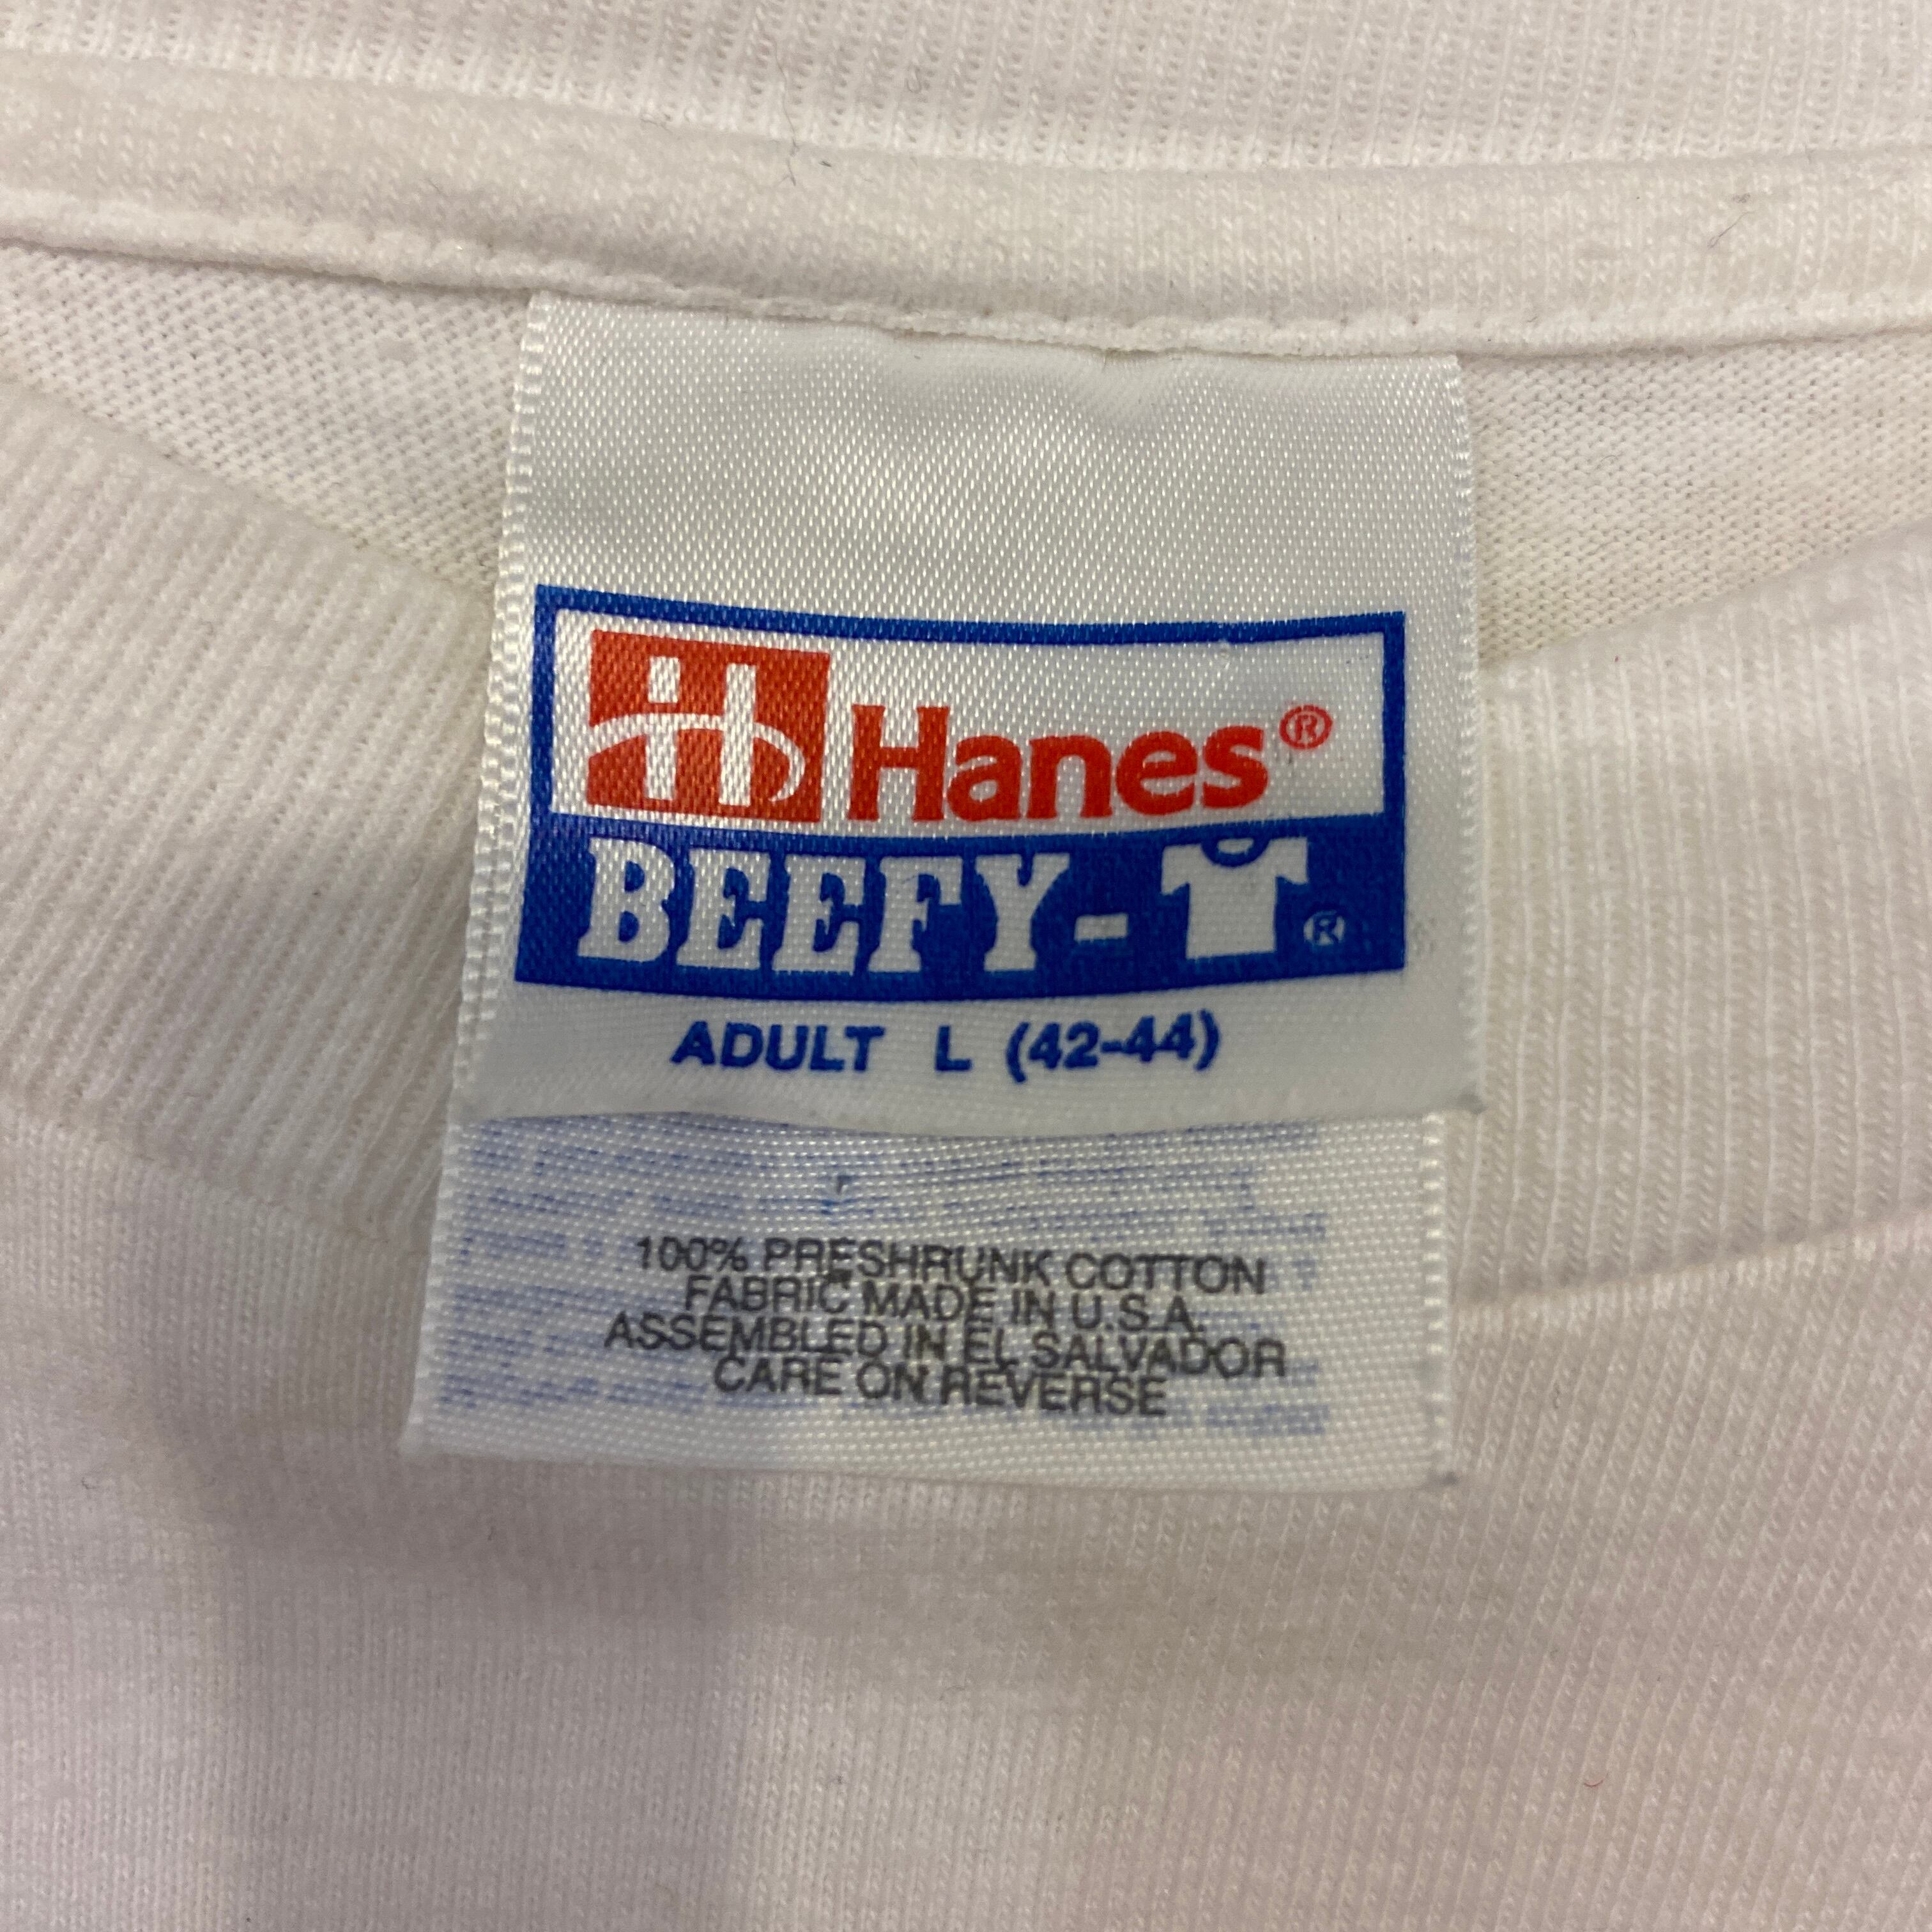 Hanes®
BEEFY-T®
ADULT L (42-44)
100% PRESHRUNK COTTON
FABRIC MADE IN U.S.A.
ASSEMBLED IN EL SALVADOR
CARE ON REVERSE